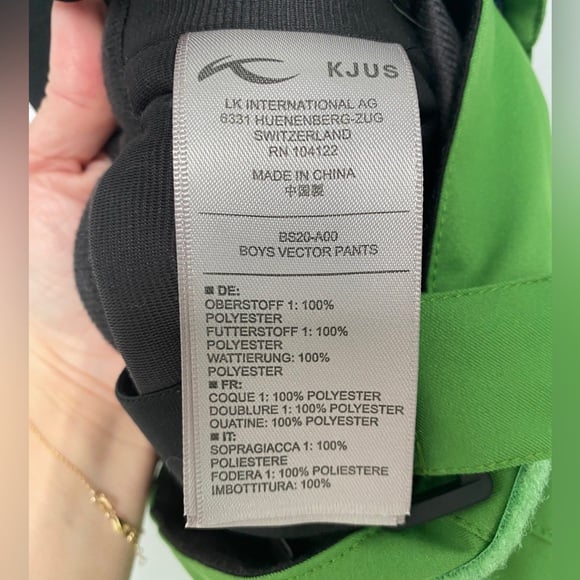 KJUS
LK INTERNATIONAL AG
6331 HUENENBERG-ZUG
SWITZERLAND
RN 104122
MADE IN CHINA
中国製
BS20-A00
BOYS VECTOR PANTS
DE:
OBERSTOFF 1: 100%
POLYESTER
FUTTERSTOFF 1: 100%
POLYESTER
WATTIERUNG: 100%
POLYESTER
FR:
COQUE 1: 100% POLYESTER
DOUBLURE 1: 100% POLYESTER
OUATINE: 100% POLYESTER
IT:
SOPRAGIACCA 1: 100%
POLIESTERE
FODERA 1: 100% POLIESTERE
IMBOTTITURA: 100%